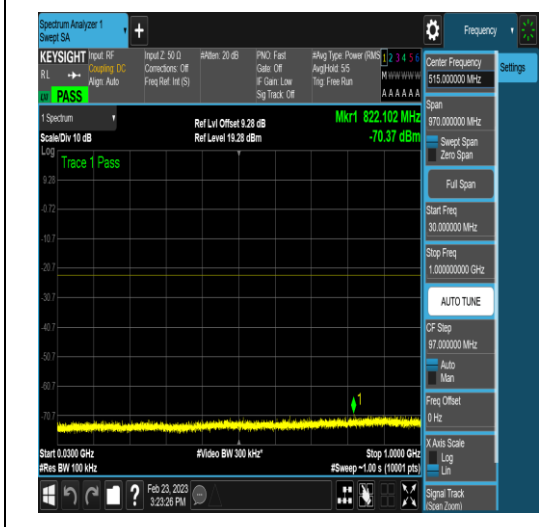 Spectrum Analyzer 1
Swept SA
+
Frequency
KEYSIGHT
RL
PASS
Input: RF
Coupling: DC
Align: Auto
Input Z: 50 Ω
Corrections: Off
Freq Ref: Int (S)
#Atten: 20 dB
PNO: Fast
Gate: Off
IF Gain: Low
Sig Track: Off
#Avg Type: Power (RMS
Avg|Hold: 5/5
Trig: Free Run
1 2 3 4 5 6
M W W W W W
A A A A A A
1 Spectrum
Scale/Div 10 dB
Ref Lvl Offset 9.28 dB
Ref Level 19.28 dBm
Mkr1 822.102 MHz
-70.37 dBm
Log
Trace 1 Pass
9.28
-0.72
-10.7
-20.7
-30.7
-40.7
-50.7
-60.7
-70.7
1
Start 0.0300 GHz
#Res BW 100 kHz
#Video BW 300 kHz*
Stop 1.0000 GHz
#Sweep ~1.00 s (10001 pts)
?
Feb 23, 2023
3:23:26 PM
Center Frequency
515.000000 MHz
Span
970.000000 MHz
Swept Span
Zero Span
Full Span
Start Freq
30.000000 MHz
Stop Freq
1.000000000 GHz
AUTO TUNE
CF Step
97.000000 MHz
Auto
Man
Freq Offset
0 Hz
X Axis Scale
Log
Lin
Signal Track
(Span Zoom)
Settings